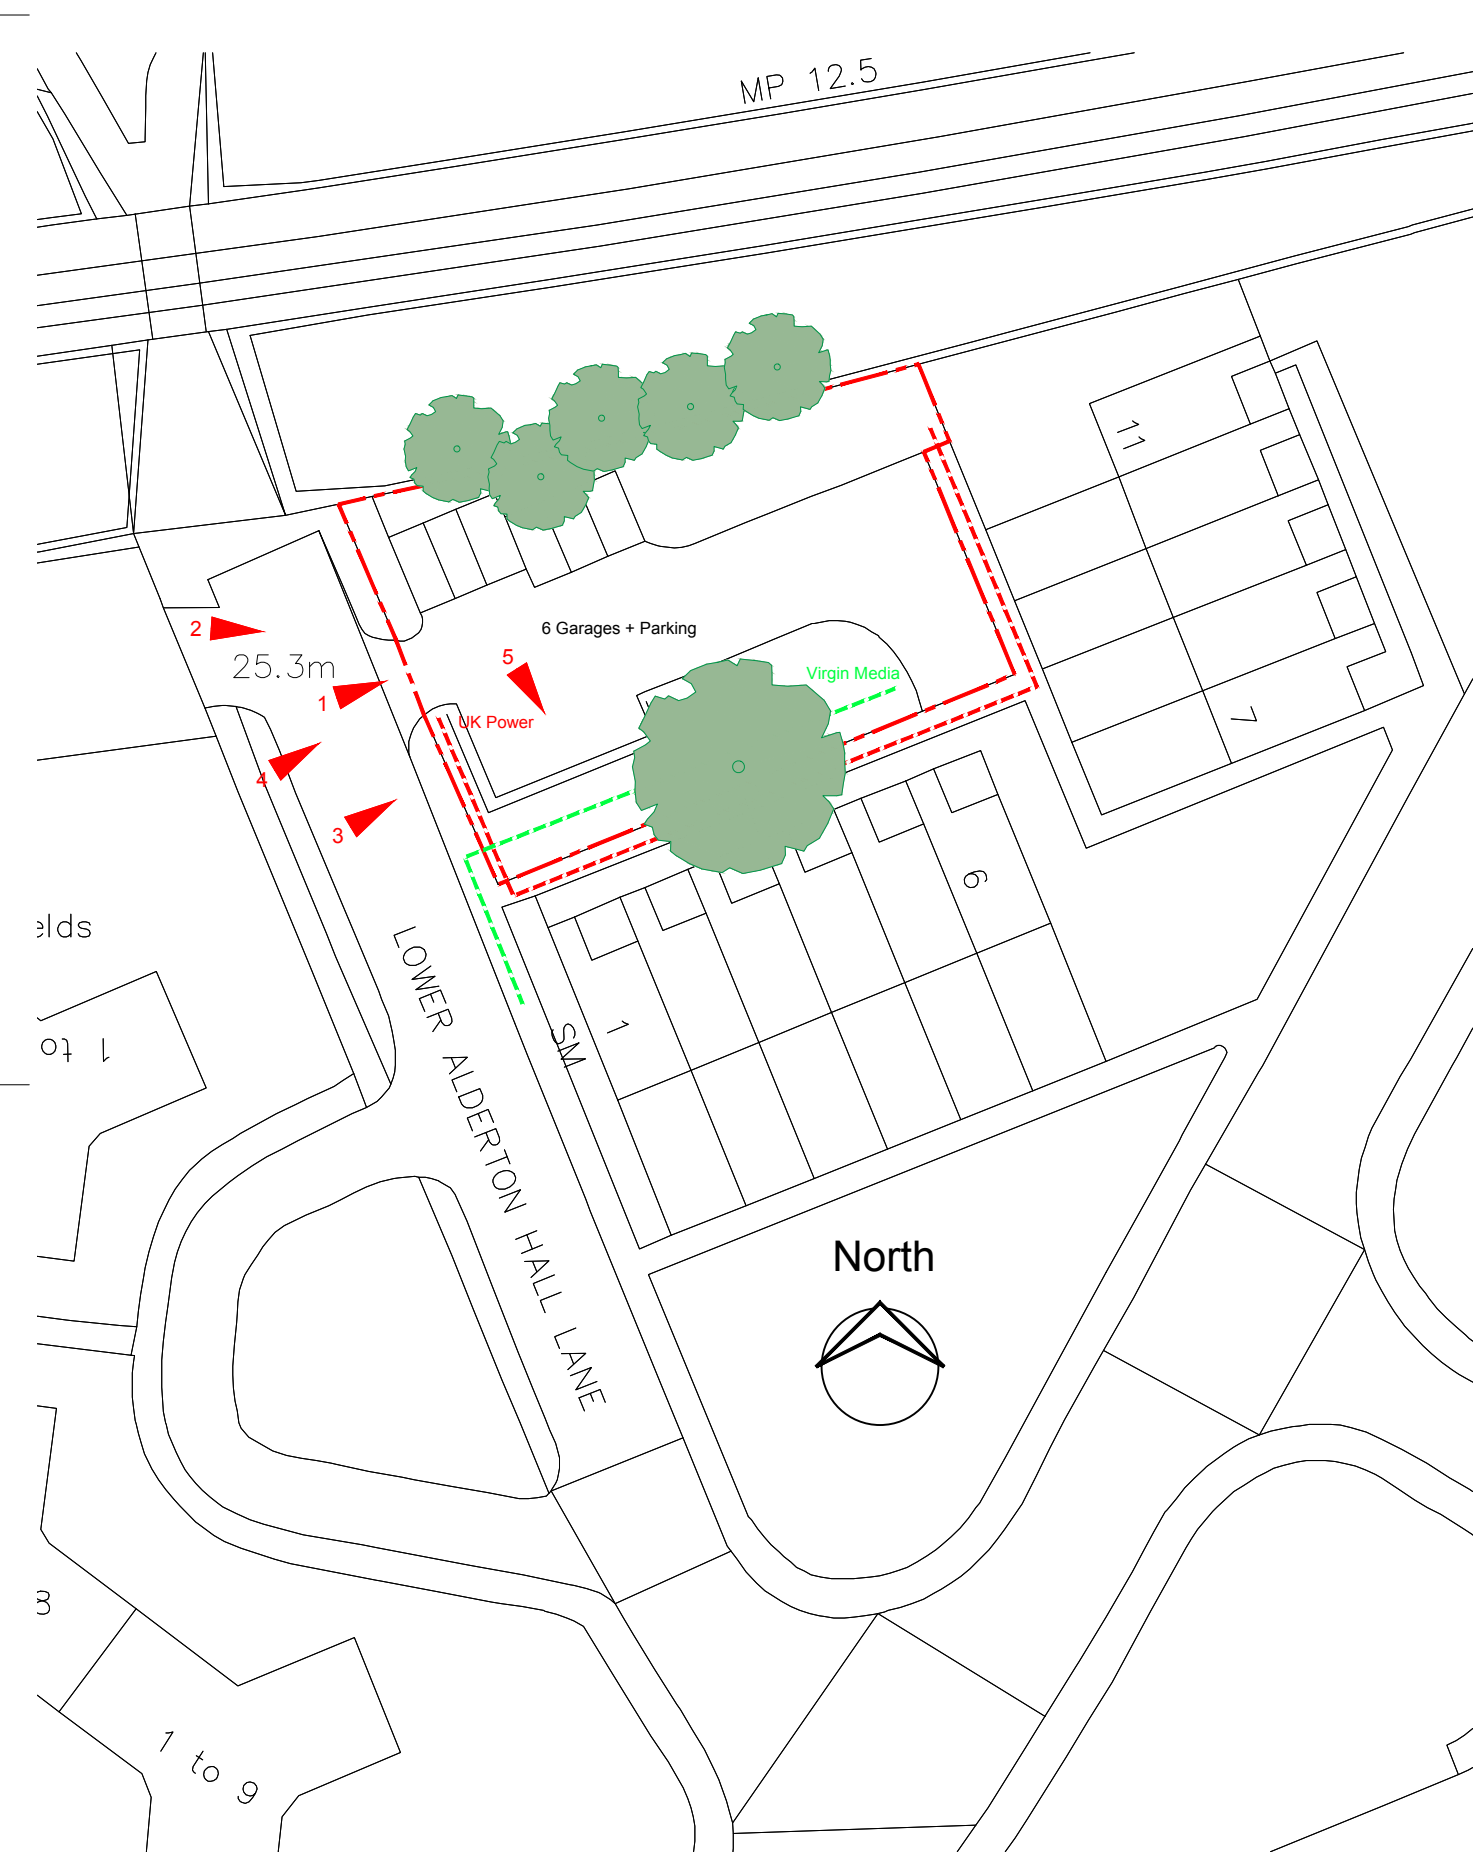 MP 12.5
11
2
6 Garages + Parking
25.3m
5
Virgin Media
1
UK Power
7
4
3
6
elds
LOWER ALDERTON HALL LANE
SM
1
1 to
North
8
1 to 9